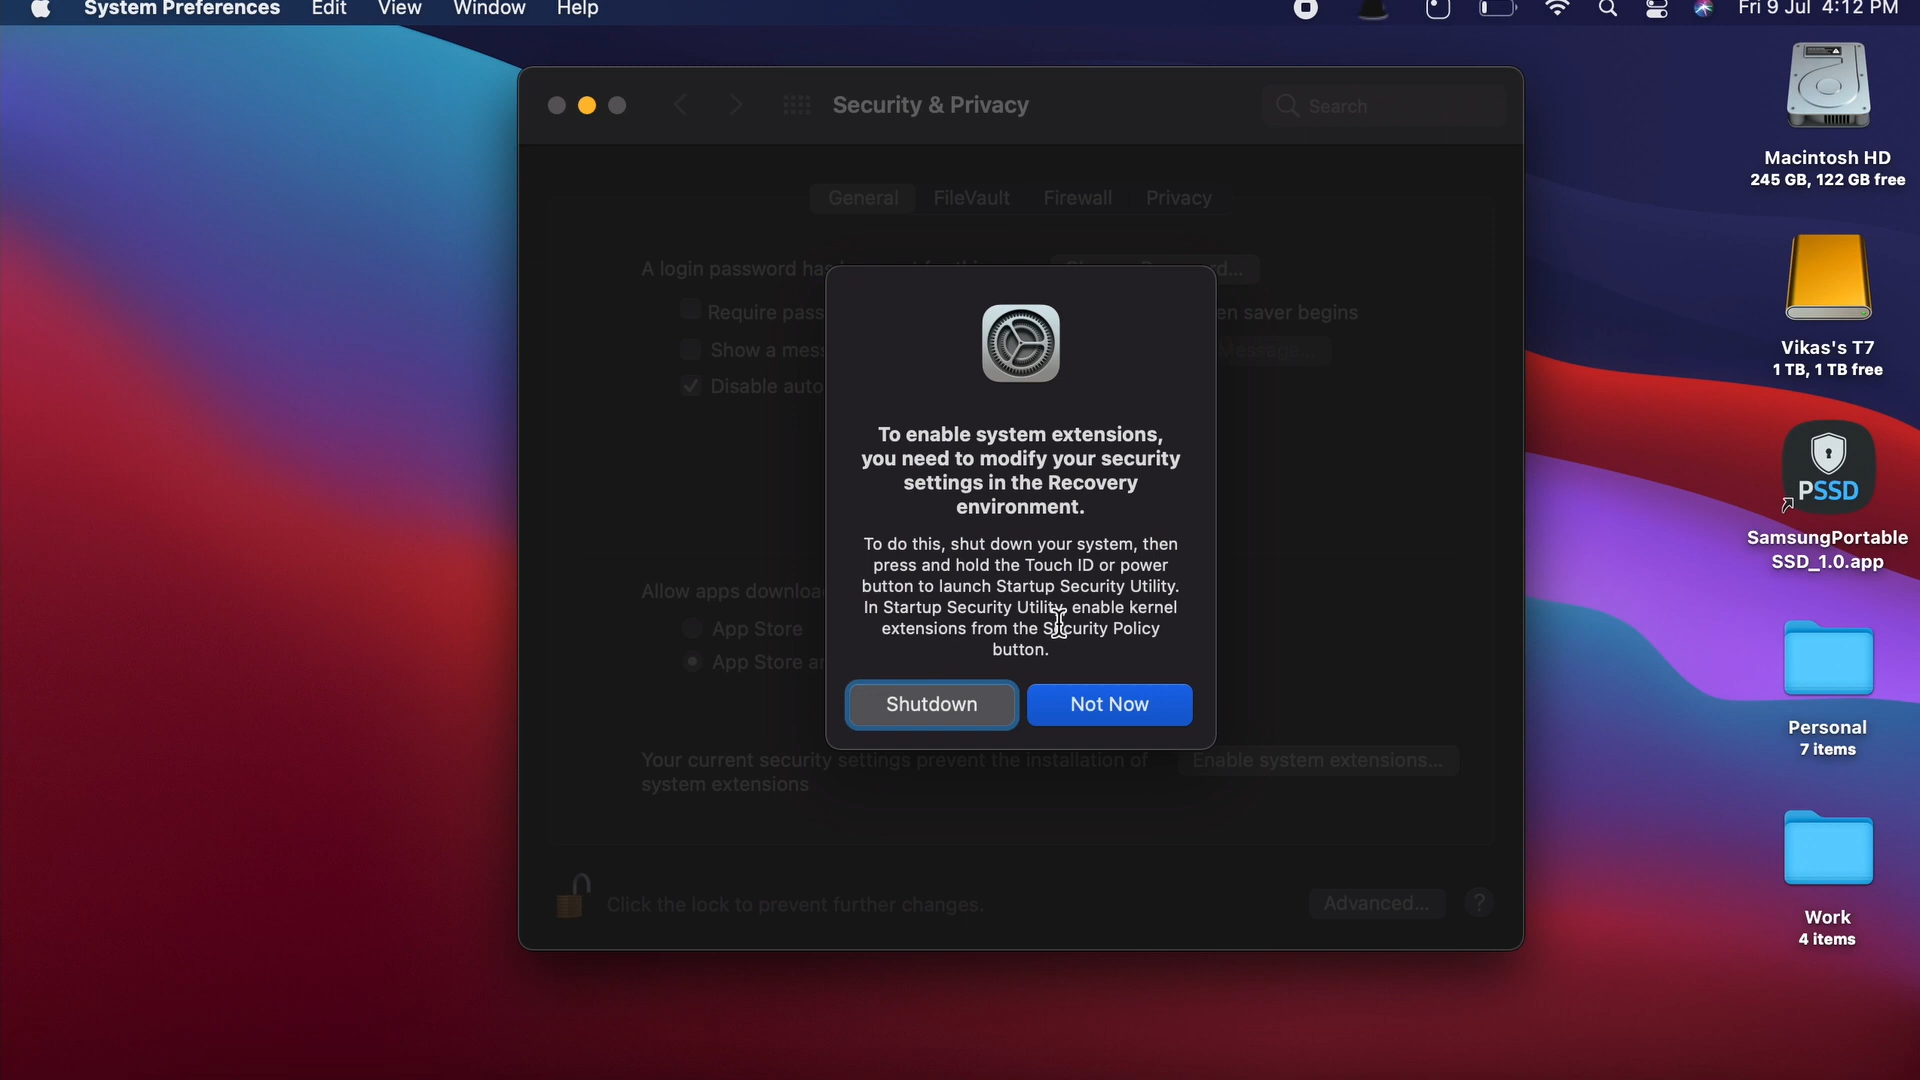 System Preferences Edit View Window Help Fri 9 Jul 4:12 PM
Security & Privacy Search
Macintosh HD
245 GB, 122 GB free
General FileVault Firewall Privacy
A login password has
Require pass en saver begins
Show a mess Message...
Disable auto
Vikas's T7
1 TB, 1 TB free
To enable system extensions,
you need to modify your security
settings in the Recovery
environment.
PSSD
SamsungPortable
SSD_1.0.app
To do this, shut down your system, then
press and hold the Touch ID or power
button to launch Startup Security Utility.
In Startup Security Utility, enable kernel
extensions from the Security Policy
button.
Allow apps downloa
App Store
App Store an
Shutdown Not Now
Personal
7 items
Your current security settings prevent the installation of Enable system extensions...
system extensions
Click the lock to prevent further changes. Advanced... ?
Work
4 items